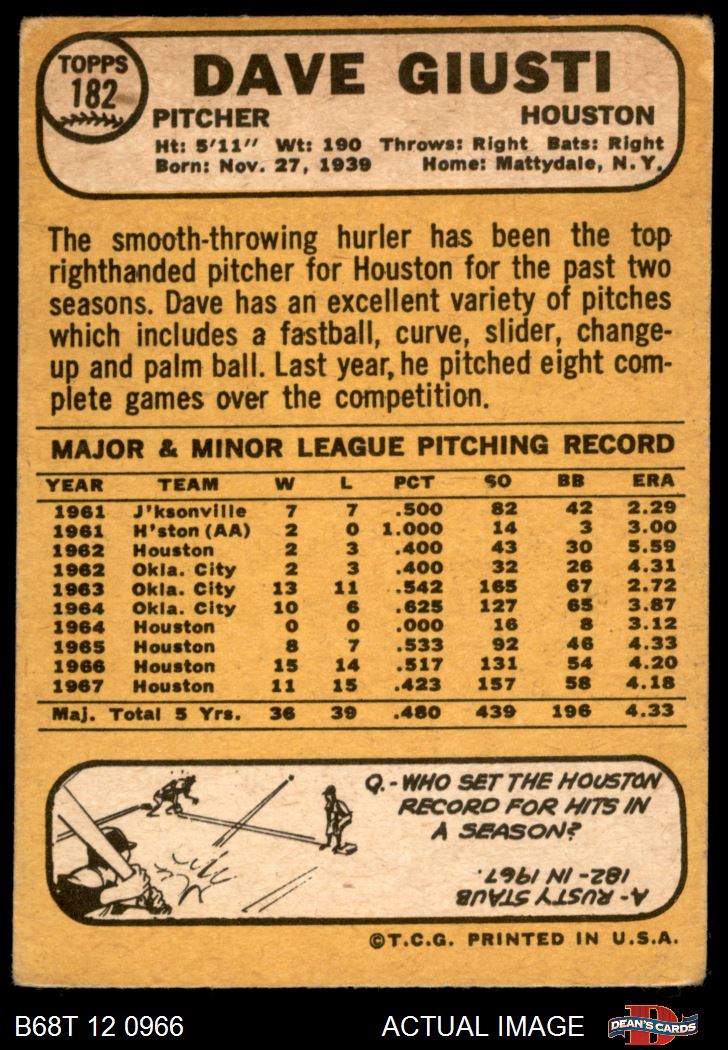 TOPPS
182
DAVE GIUSTI
PITCHER HOUSTON
Ht: 5'11" Wt: 190 Throws: Right Bats: Right
Born: Nov. 27, 1939 Home: Mattydale, N.Y.
The smooth-throwing hurler has been the top
righthanded pitcher for Houston for the past two
seasons. Dave has an excellent variety of pitches
which includes a fastball, curve, slider, change-
up and palm ball. Last year, he pitched eight com-
plete games over the competition.
MAJOR & MINOR LEAGUE PITCHING RECORD
YEAR TEAM W L PCT SO BB ERA
1961 J'ksonville 7 7 .500 82 42 2.29
1961 H'ston (AA) 2 0 1.000 14 3 3.00
1962 Houston 2 3 .400 43 30 5.59
1962 Okla. City 2 3 .400 32 26 4.31
1963 Okla. City 13 11 .542 165 67 2.72
1964 Okla. City 10 6 .625 127 65 3.87
1964 Houston 0 0 .000 16 8 3.12
1965 Houston 8 7 .533 92 46 4.33
1966 Houston 15 14 .517 131 54 4.20
1967 Houston 11 15 .423 157 58 4.18
Maj. Total 5 Yrs. 36 39 .480 439 196 4.33
Q.-WHO SET THE HOUSTON
RECORD FOR HITS IN
A SEASON?
A-RUSTY STAUB
182-IN 1967.
©T.C.G. PRINTED IN U.S.A.
B68T 12 0966 ACTUAL IMAGE
D
DEAN'S CARDS